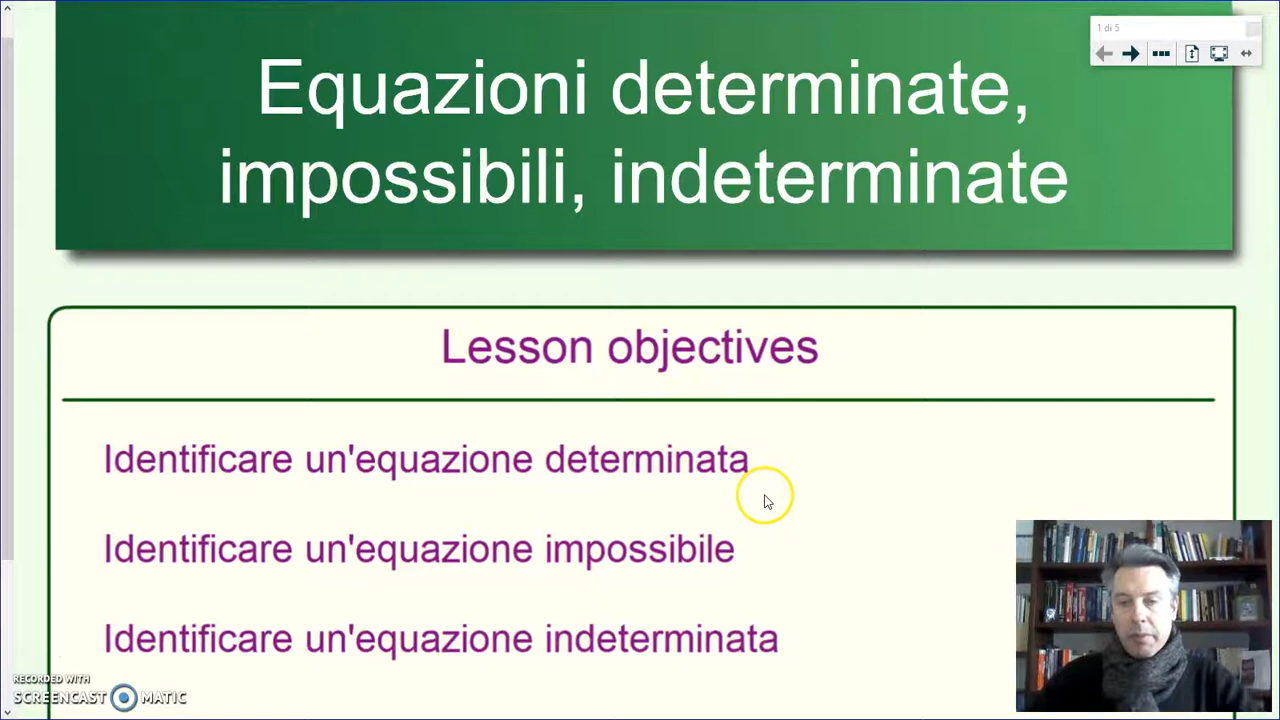 1 di 5
Equazioni determinate,
impossibili, indeterminate
Lesson objectives
Identificare un'equazione determinata
Identificare un'equazione impossibile
Identificare un'equazione indeterminata
RECORDED WITH
SCREENCAST MATIC